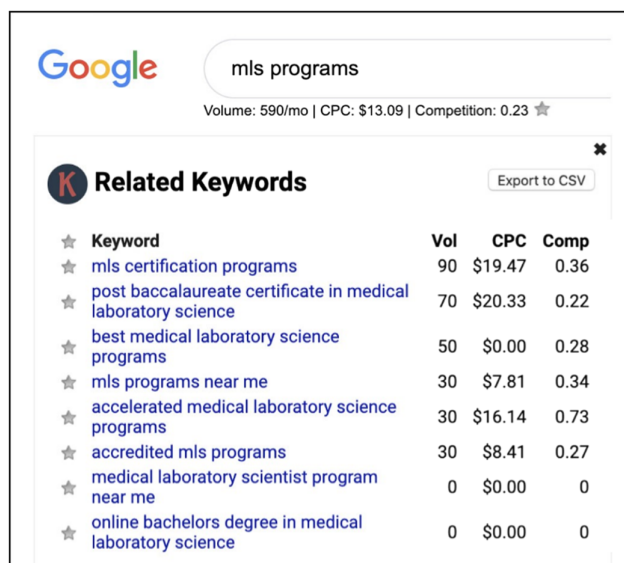 Google
mls programs
Volume: 590/mo | CPC: $13.09 | Competition: 0.23
K Related Keywords
Export to CSV
Keyword Vol CPC Comp
mls certification programs 90 $19.47 0.36
post baccalaureate certificate in medical
laboratory science 70 $20.33 0.22
best medical laboratory science
programs 50 $0.00 0.28
mls programs near me 30 $7.81 0.34
accelerated medical laboratory science
programs 30 $16.14 0.73
accredited mls programs 30 $8.41 0.27
medical laboratory scientist program
near me 0 $0.00 0
online bachelors degree in medical
laboratory science 0 $0.00 0